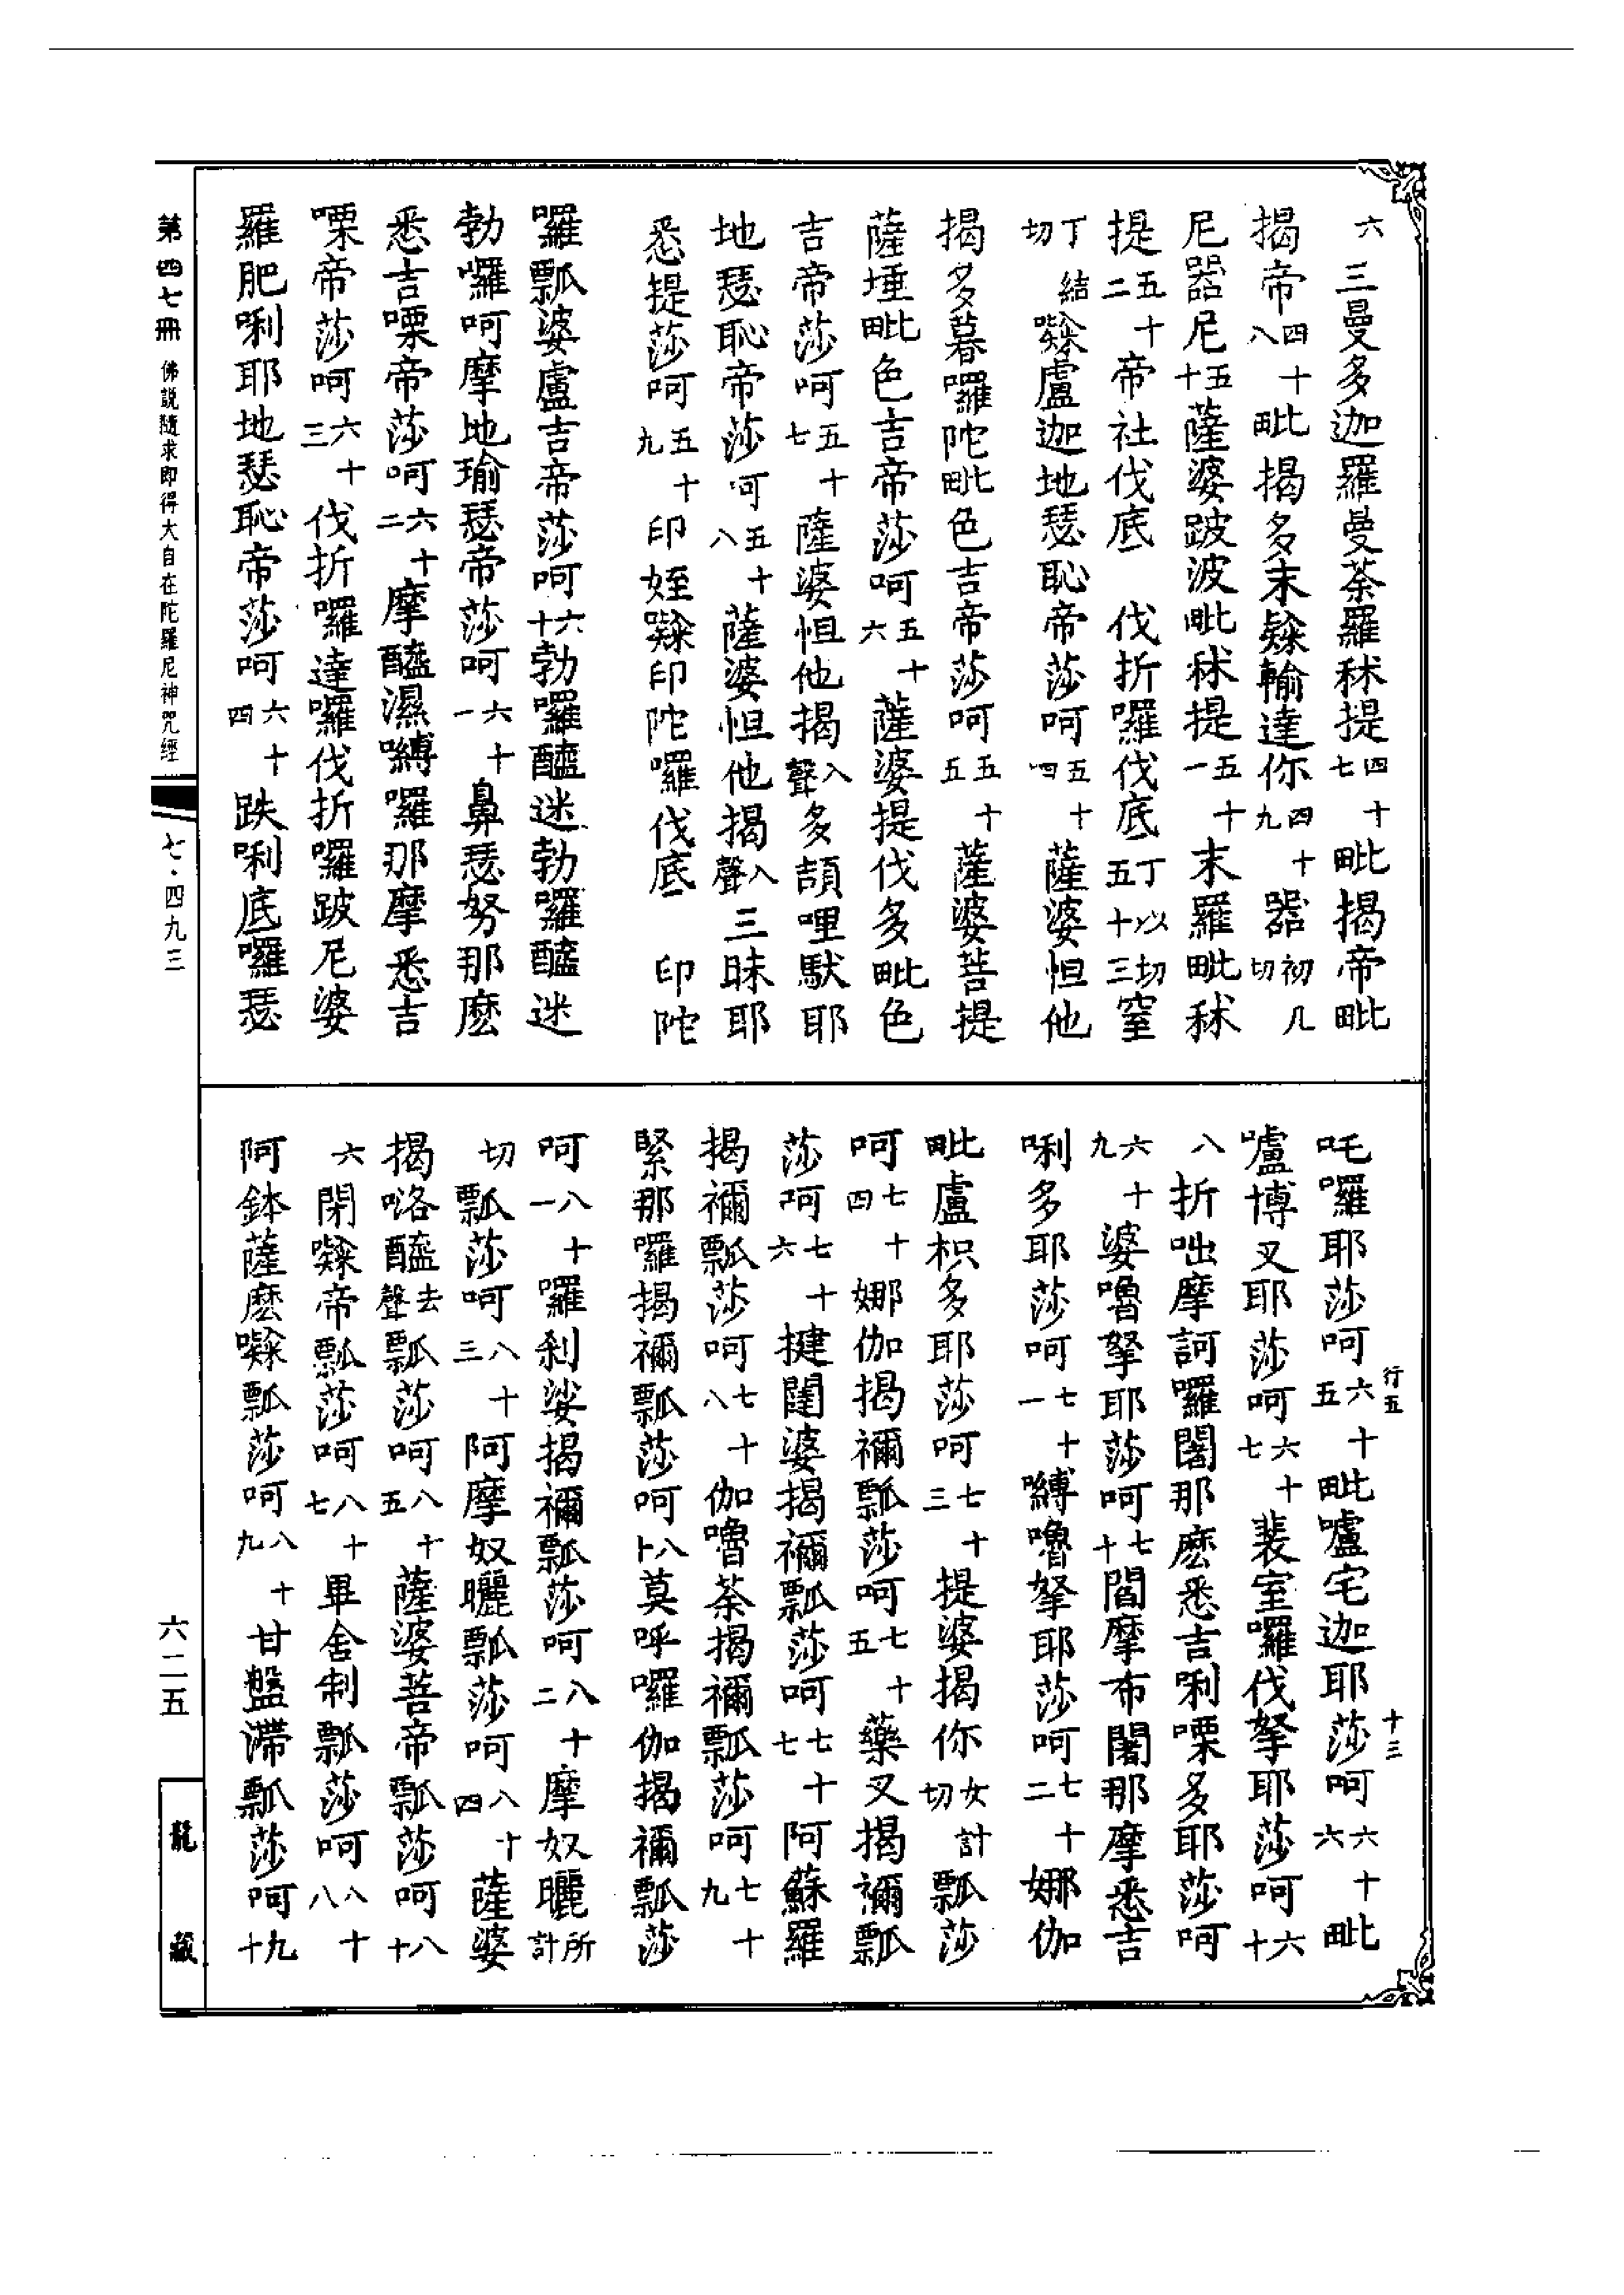 六三曼多迦羅曼荼羅秫提四十七毗揭帝毗
揭帝四十八毗揭多末㘑輸達你四十九器初几切
尼器尼五十薩婆跛波毗秫提五十一末羅毗秫
提五十二帝社伐底伐折羅伐底丁以切五十三窒
丁結切㘑盧迦地瑟恥帝莎呵五十四薩婆怛他
揭多暮囉陀毗色吉帝莎呵五十五薩婆菩提
薩埵毗色吉帝莎呵五十六薩婆提伐多毗色
吉帝莎呵五十七薩婆怛他揭入聲多頡哩馱耶
地瑟恥帝莎呵五十八薩婆怛他揭入聲三昧耶
悉提莎呵五十九印姪㘑印陀囉伐底印陀
囉瓢婆盧吉帝莎呵六十勃囉醯迷勃囉醯迷
勃囉呵摩地瑜瑟帝莎呵六十一鼻瑟努那麽
悉吉㗚帝莎呵六十二摩醯濕嚩囉那摩悉吉
㗚帝莎呵六十三伐折囉達囉伐折囉跛尼婆
羅肥唎耶地瑟恥帝莎呵六十四跌唎底囉瑟
吒囉耶莎呵六十五毗嚧宅迦耶莎呵六十六毗
嚧博叉耶莎呵六十七裴室囉伐拏耶莎呵六十
八折咄摩訶囉闍那麽悉吉唎㗚多耶莎呵
六十九婆嚕拏耶莎呵七十閻摩布闍那摩悉吉
唎多耶莎呵七十一嚩嚕拏耶莎呵七十二娜伽
毗盧枳多耶莎呵七十三提婆揭你女計切瓢莎
呵七十四娜伽揭禰瓢莎呵七十五藥叉揭禰瓢
莎呵七十六揵闥婆揭禰瓢莎呵七十七阿蘇羅
揭禰瓢莎呵七十八伽嚕荼揭禰瓢莎呵七十九
緊那囉揭禰瓢莎呵八十莫呼囉伽揭禰瓢莎
呵八十一囉刹娑揭禰瓢莎呵八十二摩奴曬所計
切瓢莎呵八十三阿摩奴曬瓢莎呵八十四薩婆
揭咯醯去聲瓢莎呵八十五薩婆菩帝瓢莎呵八十
六閉㘑帝瓢莎呵八十七畢舍制瓢莎呵八十八
阿鉢薩麽㘑瓢莎呵八十九甘盤滯瓢莎呵九十
行五
十三
第四七冊 佛説隨求即得大自在陀羅尼神咒經
七·四九三
六二五
龍藏